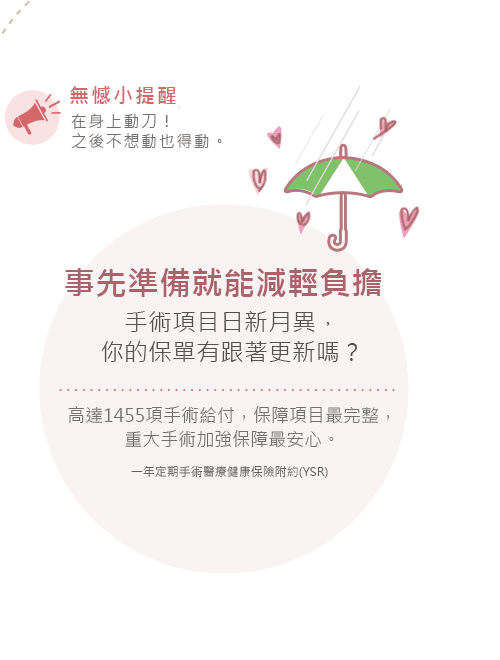 無憾小提醒
在身上動刀！
之後不想動也得動。
事先準備就能減輕負擔
手術項目日新月異，
你的保單有跟著更新嗎？
高達1455項手術給付，保障項目最完整，
重大手術加強保障最安心。
一年定期手術醫療健康保險附約(YSR)